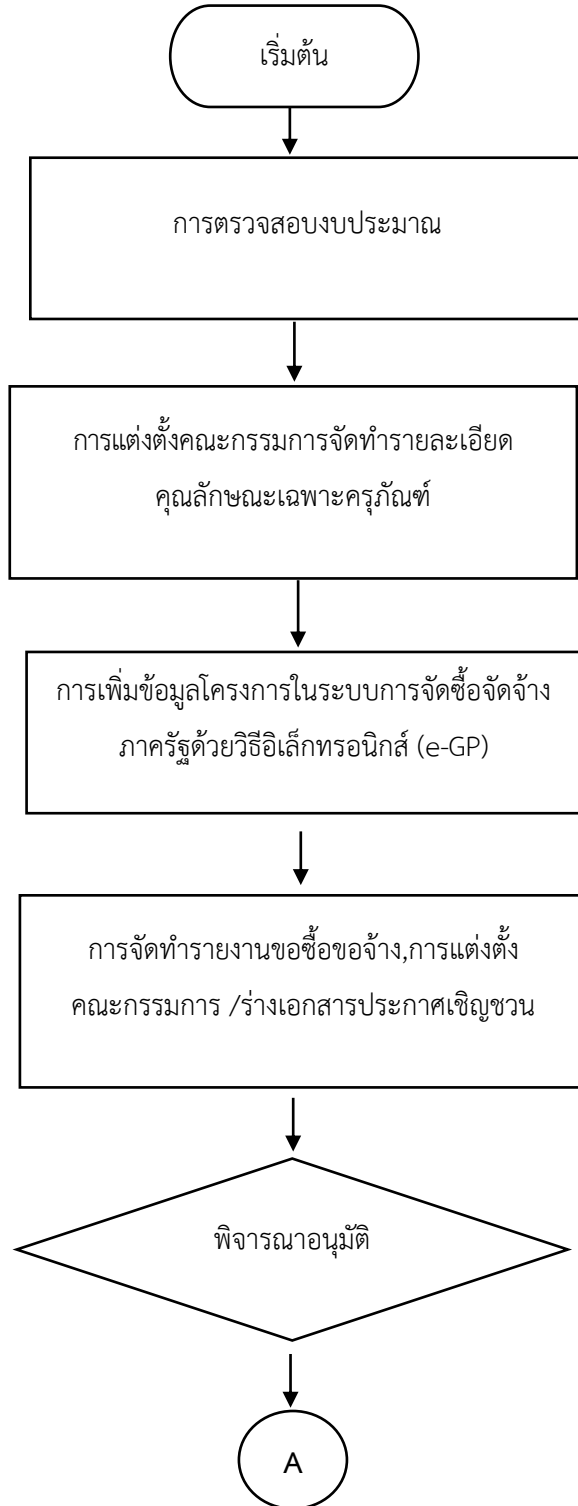 เริ่มต้น
การตรวจสอบงบประมาณ
การแต่งตั้งคณะกรรมการจัดทำรายละเอียด
คุณลักษณะเฉพาะครุภัณฑ์
การเพิ่มข้อมูลโครงการในระบบการจัดซื้อจัดจ้าง
ภาครัฐด้วยวิธีอิเล็กทรอนิกส์ (e-GP)
การจัดทำรายงานขอซื้อขอจ้าง,การแต่งตั้ง
คณะกรรมการ /ร่างเอกสารประกาศเชิญชวน
พิจารณาอนุมัติ
A